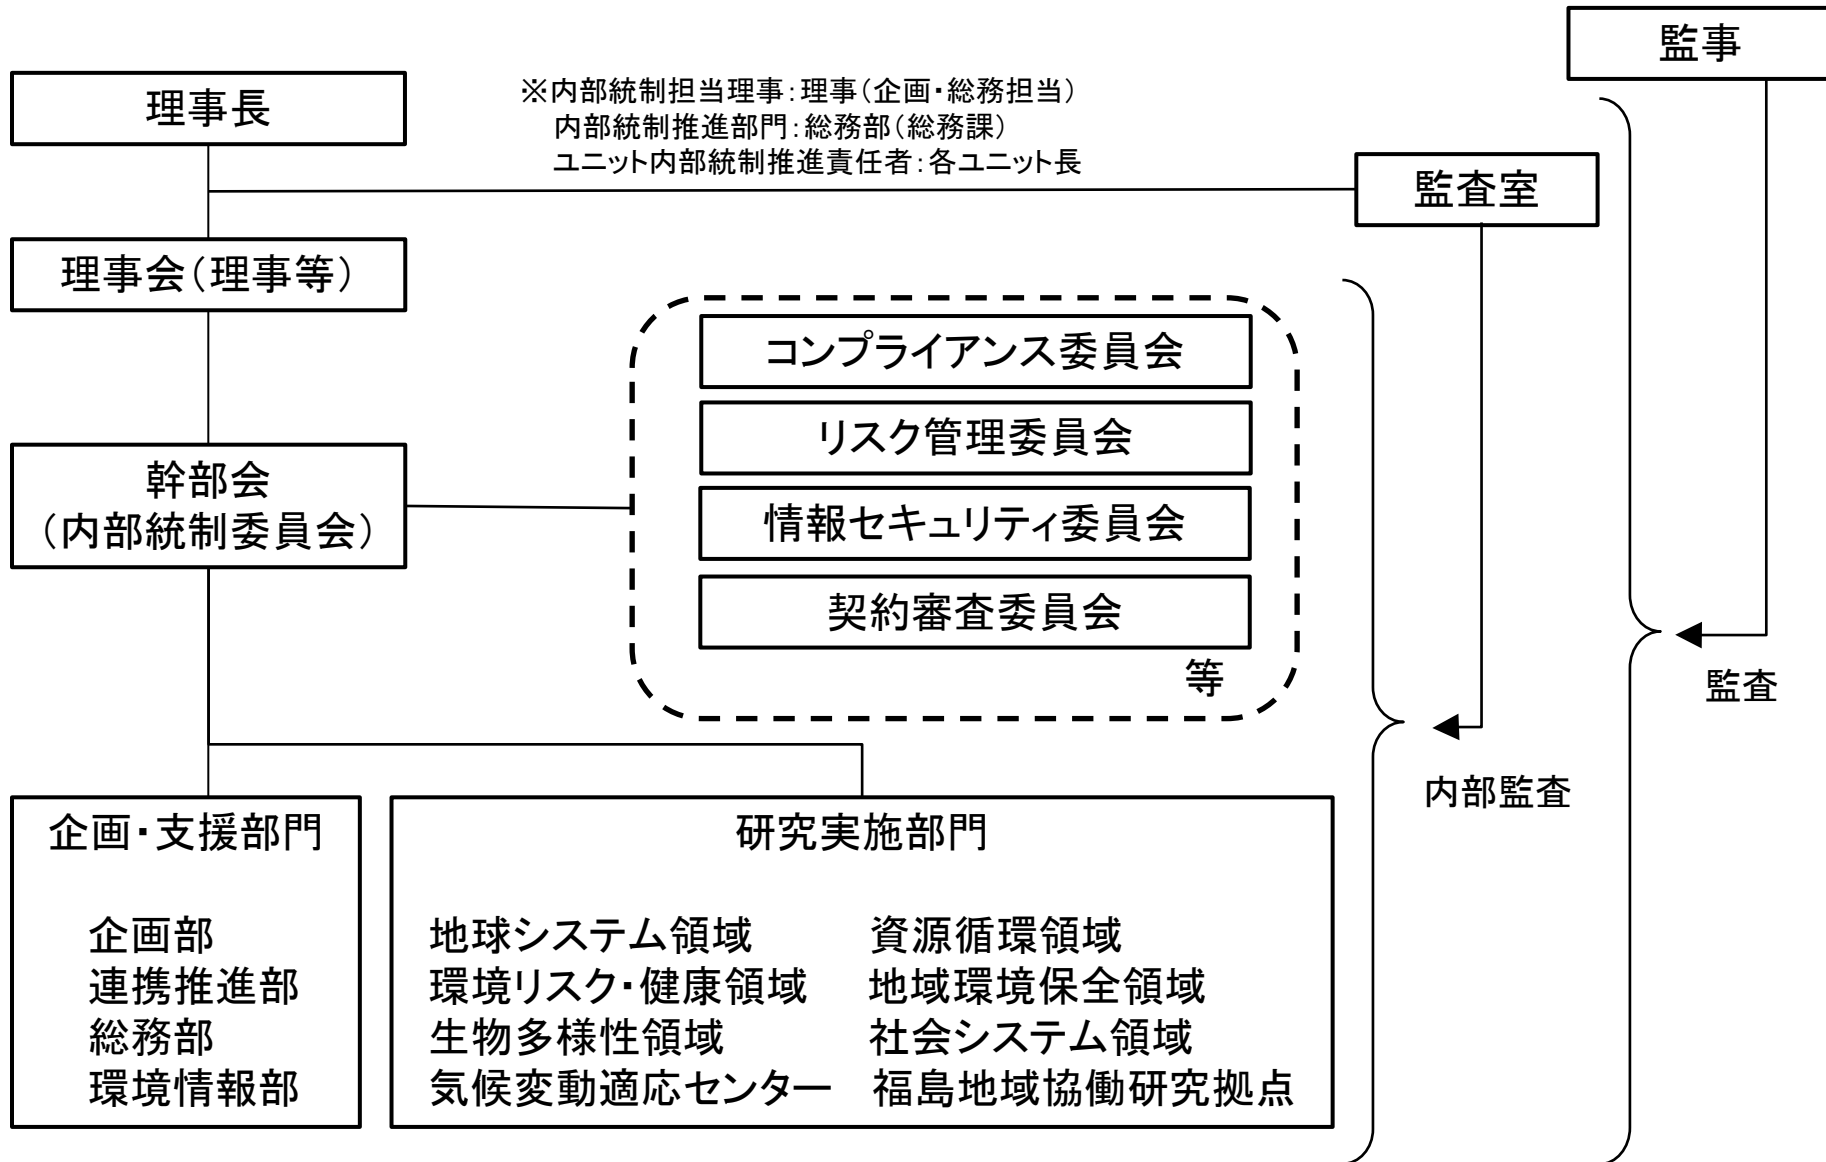 監事
理事長
※内部統制担当理事：理事（企画・総務担当）
内部統制推進部門：総務部（総務課）
ユニット内部統制推進責任者：各ユニット長
監査室
理事会（理事等）
コンプライアンス委員会
リスク管理委員会
幹部会
（内部統制委員会）
情報セキュリティ委員会
契約審査委員会
等
監査
内部監査
企画・支援部門
企画部
連携推進部
総務部
環境情報部
研究実施部門
地球システム領域 資源循環領域
環境リスク・健康領域 地域環境保全領域
生物多様性領域 社会システム領域
気候変動適応センター 福島地域協働研究拠点